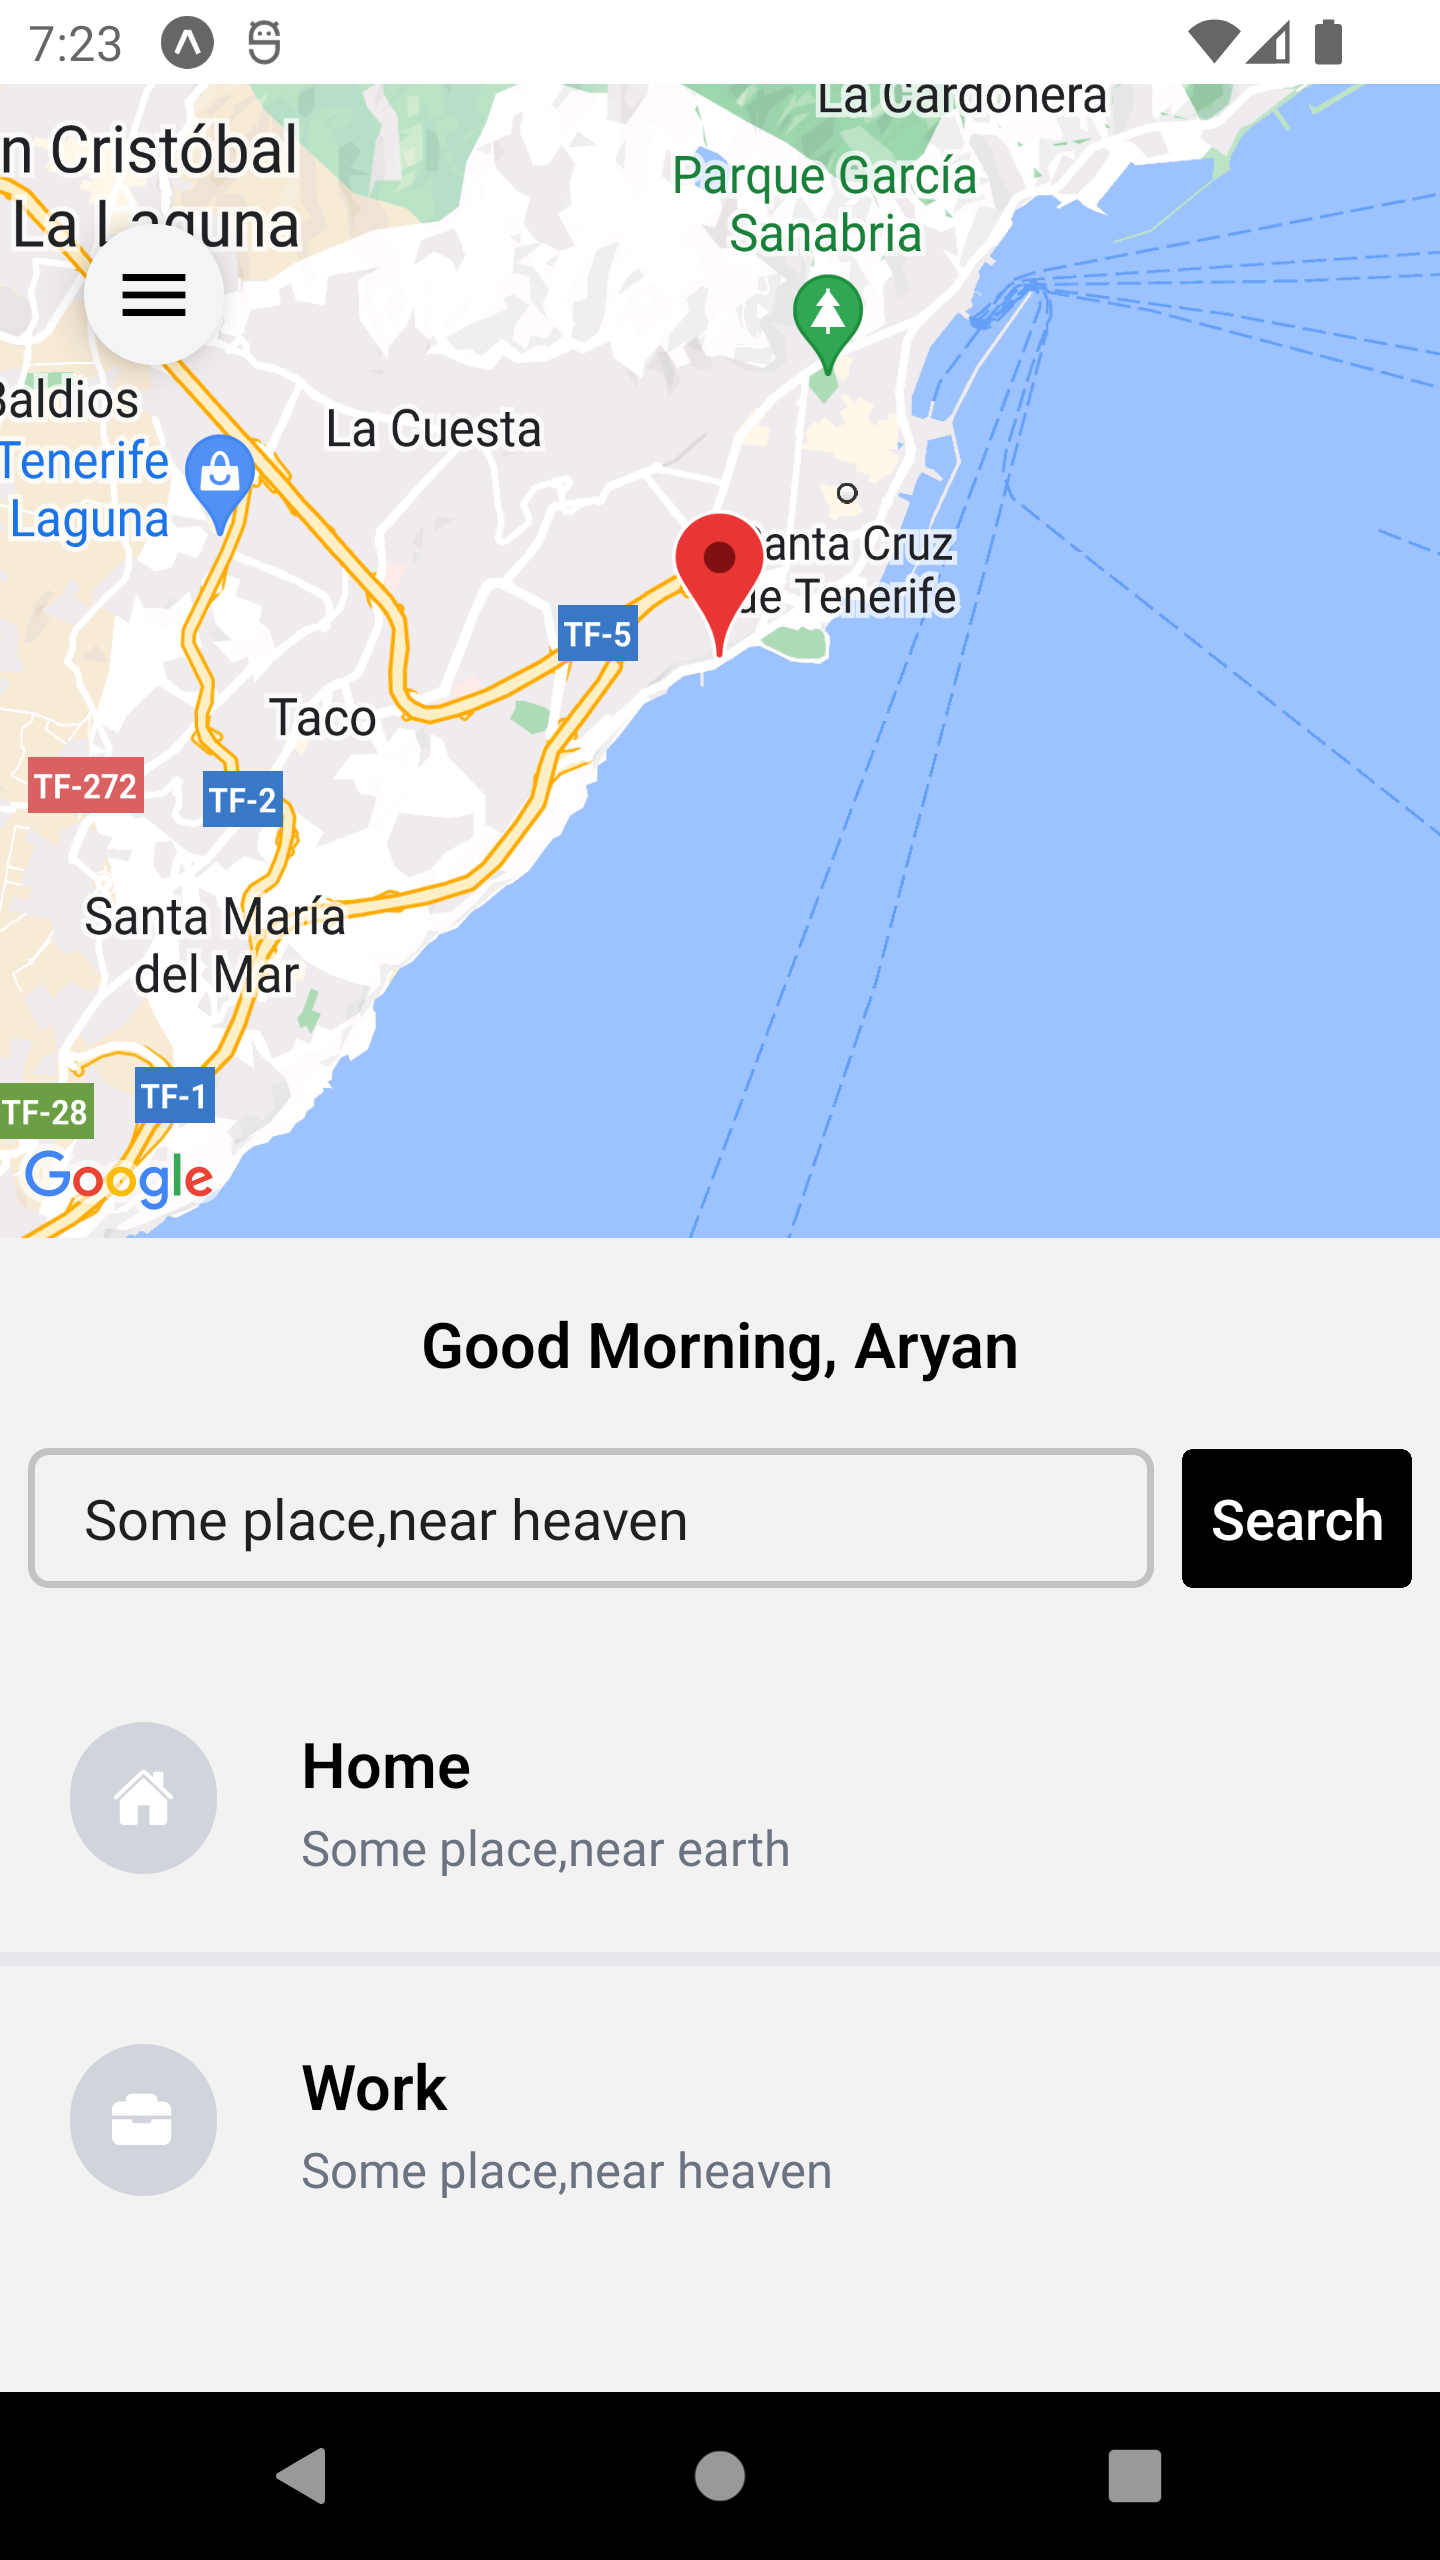 7:23
La Cardonera
n Cristóbal
La Laguna
Parque García
Sanabria
Baldios
La Cuesta
Tenerife
Laguna
Santa Cruz
de Tenerife
TF-5
Taco
TF-272
TF-2
Santa María
del Mar
TF-1
TF-28
Google
Good Morning, Aryan
Some place,near heaven
Search
Home
Some place,near earth
Work
Some place,near heaven